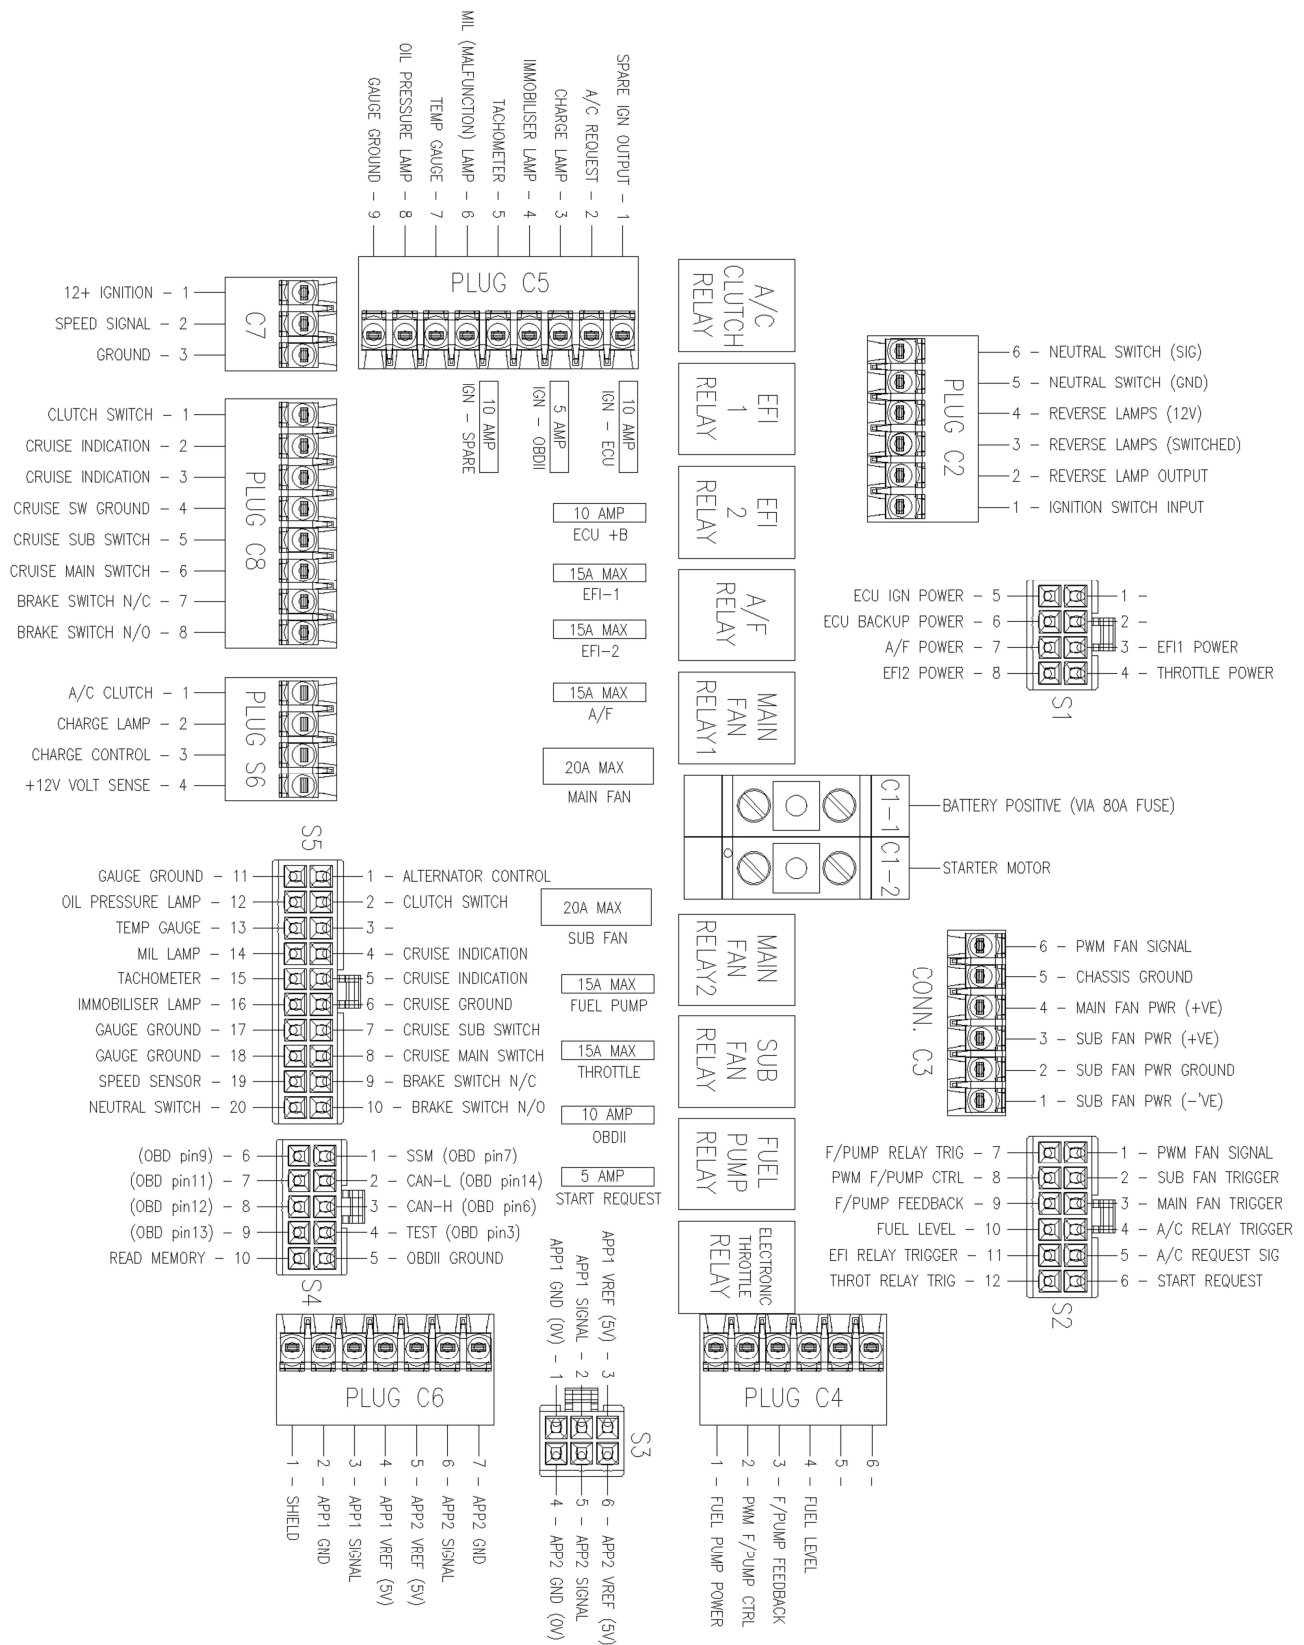 SPARE IGN OUTPUT - 1
A/C REQUEST - 2
CHARGE LAMP - 3
IMMOBILISER LAMP - 4
TACHOMETER - 5
MIL (MALFUNCTION) LAMP - 6
TEMP GAUGE - 7
OIL PRESSURE LAMP - 8
GAUGE GROUND - 9
PLUG C5
10 AMP
IGN - ECU
5 AMP
IGN - OBDII
10 AMP
IGN - SPARE
12+ IGNITION - 1
SPEED SIGNAL - 2
GROUND - 3
C7
CLUTCH SWITCH - 1
CRUISE INDICATION - 2
CRUISE INDICATION - 3
CRUISE SW GROUND - 4
CRUISE SUB SWITCH - 5
CRUISE MAIN SWITCH - 6
BRAKE SWITCH N/C - 7
BRAKE SWITCH N/O - 8
PLUG C8
A/C CLUTCH - 1
CHARGE LAMP - 2
CHARGE CONTROL - 3
+12V VOLT SENSE - 4
PLUG S6
10 AMP
ECU +B
15A MAX
EFI-1
15A MAX
EFI-2
15A MAX
A/F
20A MAX
MAIN FAN
A/C
CLUTCH
RELAY
EFI
1
RELAY
EFI
2
RELAY
A/F
RELAY
MAIN
FAN
RELAY1
6 - NEUTRAL SWITCH (SIG)
5 - NEUTRAL SWITCH (GND)
4 - REVERSE LAMPS (12V)
3 - REVERSE LAMPS (SWITCHED)
2 - REVERSE LAMP OUTPUT
1 - IGNITION SWITCH INPUT
PLUG C2
ECU IGN POWER - 5
ECU BACKUP POWER - 6
A/F POWER - 7
EFI2 POWER - 8
1 -
2 -
3 - EFI1 POWER
4 - THROTTLE POWER
S1
C1-1
BATTERY POSITIVE (VIA 80A FUSE)
C1-2
STARTER MOTOR
S5
GAUGE GROUND - 11
OIL PRESSURE LAMP - 12
TEMP GAUGE - 13
MIL LAMP - 14
TACHOMETER - 15
IMMOBILISER LAMP - 16
GAUGE GROUND - 17
GAUGE GROUND - 18
SPEED SENSOR - 19
NEUTRAL SWITCH - 20
1 - ALTERNATOR CONTROL
2 - CLUTCH SWITCH
3 -
4 - CRUISE INDICATION
5 - CRUISE INDICATION
6 - CRUISE GROUND
7 - CRUISE SUB SWITCH
8 - CRUISE MAIN SWITCH
9 - BRAKE SWITCH N/C
10 - BRAKE SWITCH N/O
20A MAX
SUB FAN
15A MAX
FUEL PUMP
15A MAX
THROTTLE
10 AMP
OBDII
5 AMP
START REQUEST
MAIN
FAN
RELAY2
SUB
FAN
RELAY
FUEL
PUMP
RELAY
ELECTRONIC
THROTTLE
RELAY
6 - PWM FAN SIGNAL
5 - CHASSIS GROUND
4 - MAIN FAN PWR (+VE)
3 - SUB FAN PWR (+VE)
2 - SUB FAN PWR GROUND
1 - SUB FAN PWR (-'VE)
CONN. C3
(OBD pin9) - 6
(OBD pin11) - 7
(OBD pin12) - 8
(OBD pin13) - 9
READ MEMORY - 10
1 - SSM (OBD pin7)
2 - CAN-L (OBD pin14)
3 - CAN-H (OBD pin6)
4 - TEST (OBD pin3)
5 - OBDII GROUND
S4
F/PUMP RELAY TRIG - 7
PWM F/PUMP CTRL - 8
F/PUMP FEEDBACK - 9
FUEL LEVEL - 10
EFI RELAY TRIGGER - 11
THROT RELAY TRIG - 12
1 - PWM FAN SIGNAL
2 - SUB FAN TRIGGER
3 - MAIN FAN TRIGGER
4 - A/C RELAY TRIGGER
5 - A/C REQUEST SIG
6 - START REQUEST
S2
PLUG C6
7 - APP2 GND
6 - APP2 SIGNAL
5 - APP2 VREF (5V)
4 - APP1 VREF (5V)
3 - APP1 SIGNAL
2 - APP1 GND
1 - SHIELD
APP1 VREF (5V) - 3
APP1 SIGNAL - 2
APP1 GND (0V) - 1
S3
6 - APP2 VREF (5V)
5 - APP2 SIGNAL
4 - APP2 GND (0V)
PLUG C4
6 -
5 -
4 - FUEL LEVEL
3 - F/PUMP FEEDBACK
2 - PWM F/PUMP CTRL
1 - FUEL PUMP POWER